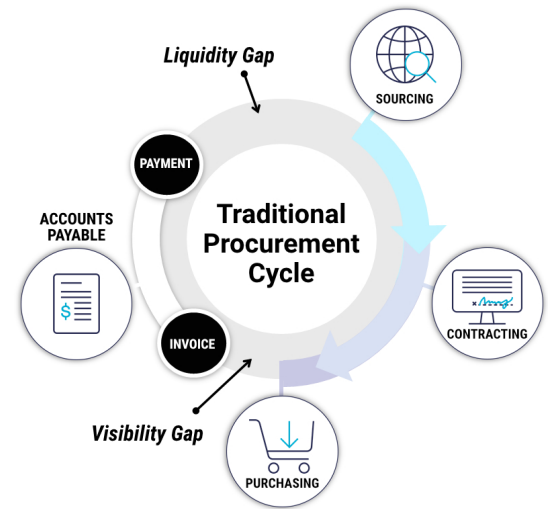 Liquidity Gap
SOURCING
PAYMENT
Traditional
Procurement
Cycle
ACCOUNTS
PAYABLE
$
x
CONTRACTING
INVOICE
Visibility Gap
PURCHASING